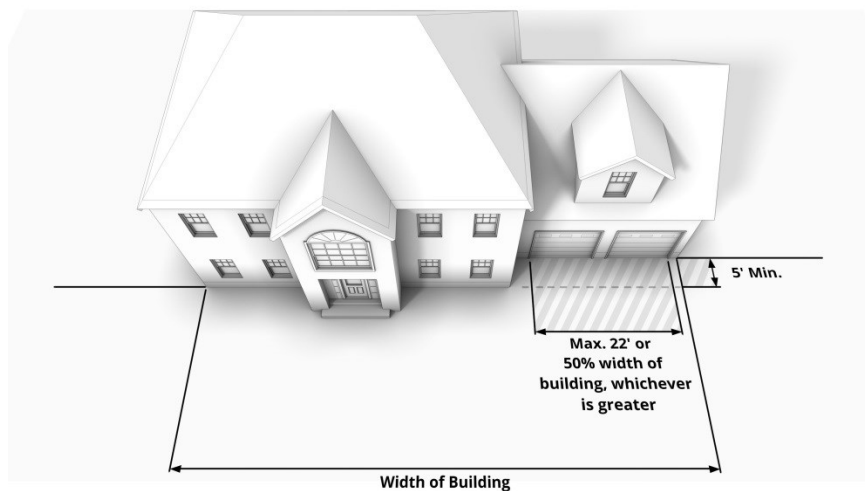 5' Min.
Max. 22' or
50% width of
building, whichever
is greater
Width of Building